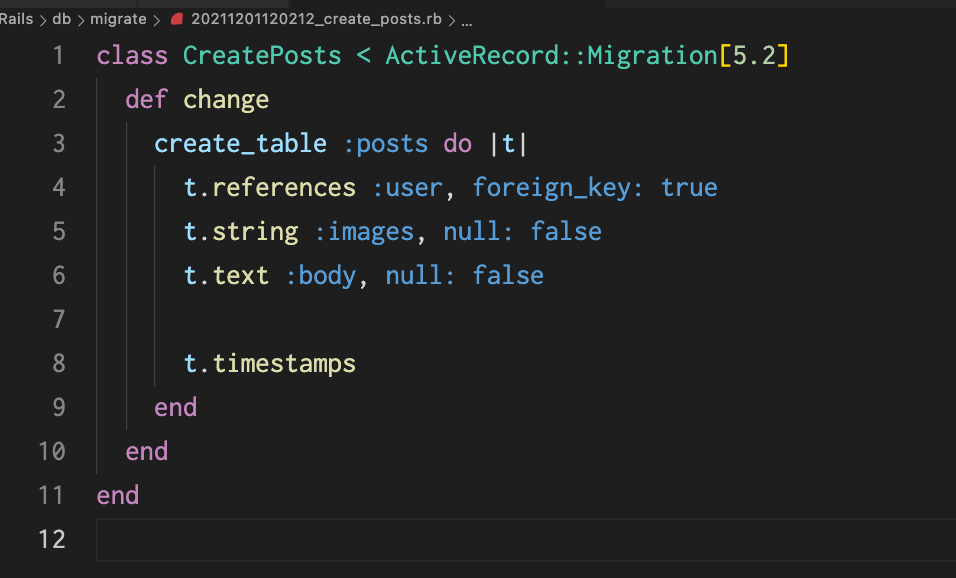 Rails > db > migrate > 20211201120212_create_posts.rb > ...
1 class CreatePosts < ActiveRecord::Migration[5.2]
2   def change
3     create_table :posts do |t|
4       t.references :user, foreign_key: true
5       t.string :images, null: false
6       t.text :body, null: false
7
8       t.timestamps
9     end
10   end
11 end
12